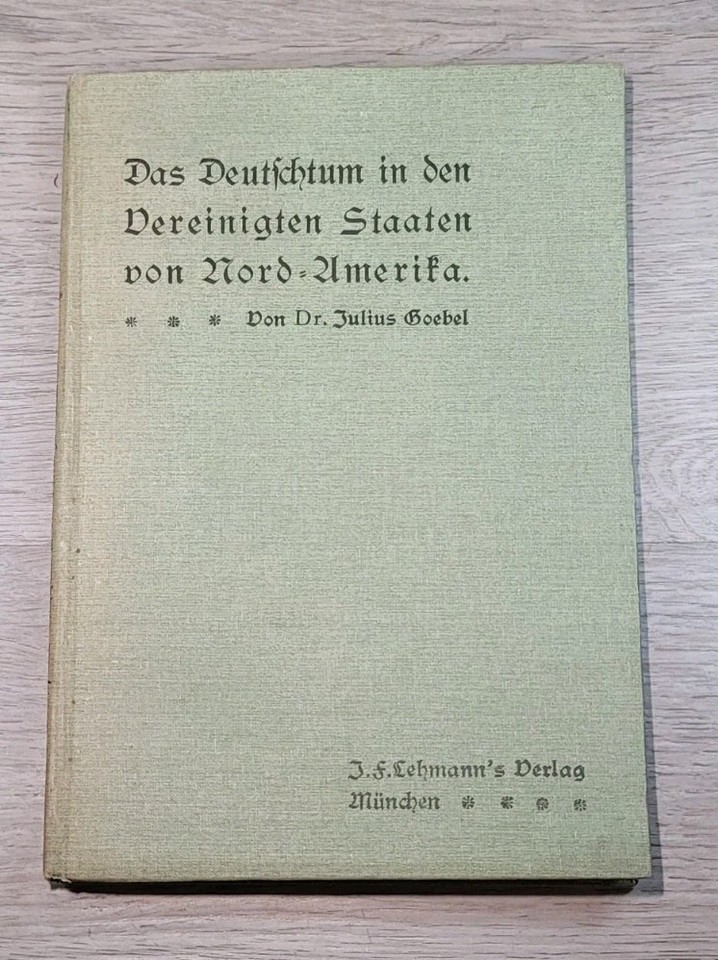 Das Deutſchtum in den
Vereinigten Staaten
von Nord-Amerika.
Von Dr. Julius Goebel
J. F. Lehmann's Verlag
München